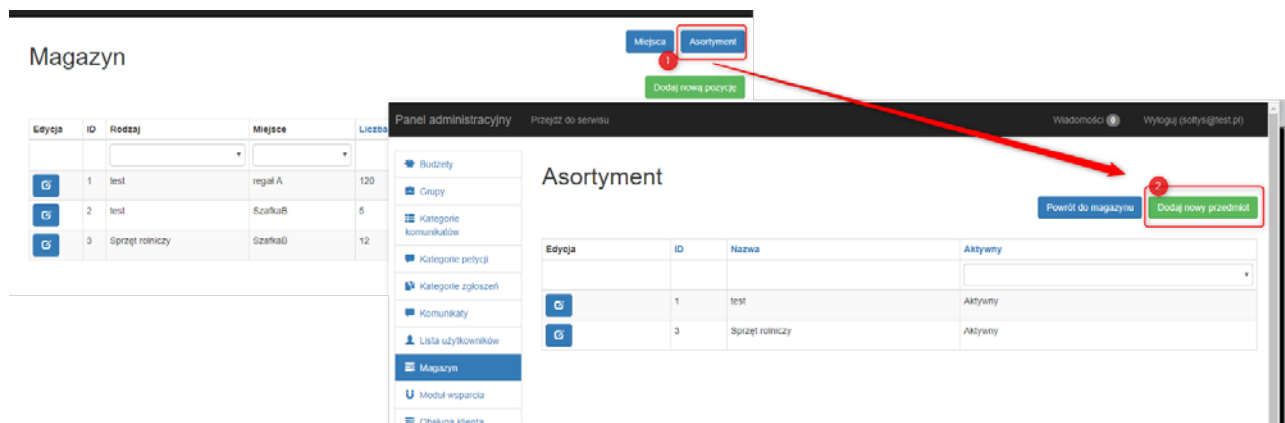 Magazyn
Miejsca Asortyment
1
Dodaj nową pozycję
Edycja ID Rodzaj Miejsce Liczba
1 test regał A 120
2 test SzafkaB 5
3 Sprzęt rolniczy SzafkaB 12
Panel administracyjny Przejdź do serwisu Wiadomości 0 Wyloguj (soltys@test.pl)
Budżety
Grupy
Kategorie
komunikatów
Kategorie petycji
Kategorie zgłoszeń
Komunikaty
Lista użytkowników
Magazyn
Moduł wsparcia
Obsługa klienta
Asortyment
2
Powrót do magazynu Dodaj nowy przedmiot
Edycja ID Nazwa Aktywny
1 test Aktywny
3 Sprzęt rolniczy Aktywny